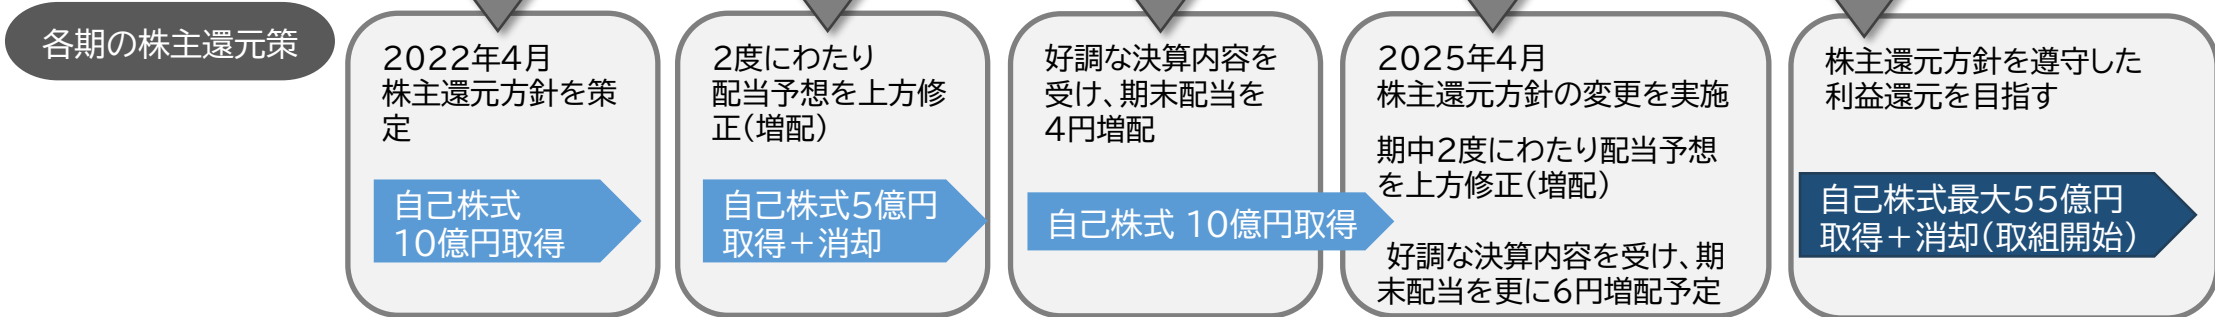 各期の株主還元策
2022年4月
株主還元方針を策
定
自己株式
10億円取得
2度にわたり
配当予想を上方修
正(増配)
自己株式5億円
取得+消却
好調な決算内容を
受け、期末配当を
4円増配
自己株式 10億円取得
2025年4月
株主還元方針の変更を実施
期中2度にわたり配当予想
を上方修正(増配)
好調な決算内容を受け、期
末配当を更に6円増配予定
株主還元方針を遵守した
利益還元を目指す
自己株式最大55億円
取得+消却(取組開始)